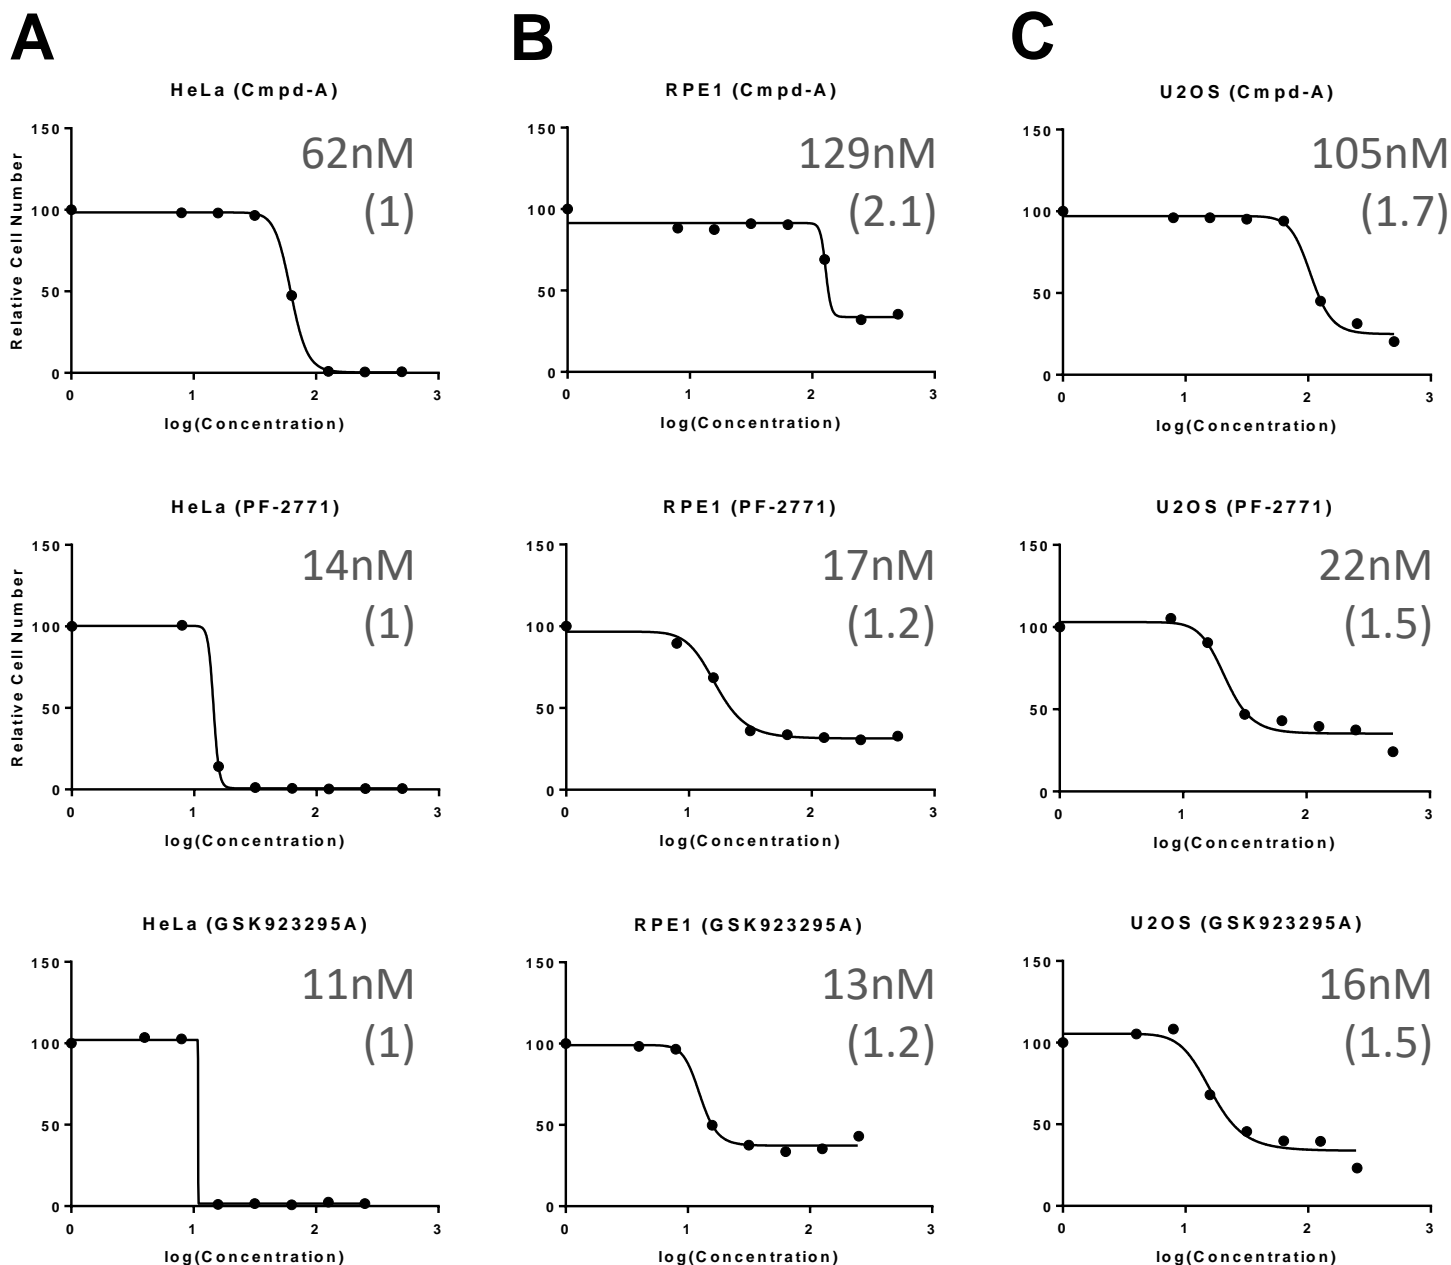 A
B
C
HeLa (Cmpd-A)
62nM
(1)
150
100
50
0
Relative Cell Number
0 1 2 3
log(Concentration)
RPE1 (Cmpd-A)
129nM
(2.1)
150
100
50
0
0 1 2 3
log(Concentration)
U2OS (Cmpd-A)
105nM
(1.7)
150
100
50
0
0 1 2 3
log(Concentration)
HeLa (PF-2771)
14nM
(1)
150
100
50
0
Relative Cell Number
0 1 2 3
log(Concentration)
RPE1 (PF-2771)
17nM
(1.2)
150
100
50
0
0 1 2 3
log(Concentration)
U2OS (PF-2771)
22nM
(1.5)
150
100
50
0
0 1 2 3
log(Concentration)
HeLa (GSK923295A)
11nM
(1)
150
100
50
0
0 1 2 3
log(Concentration)
RPE1 (GSK923295A)
13nM
(1.2)
150
100
50
0
0 1 2 3
log(Concentration)
U2OS (GSK923295A)
16nM
(1.5)
150
100
50
0
0 1 2 3
log(Concentration)